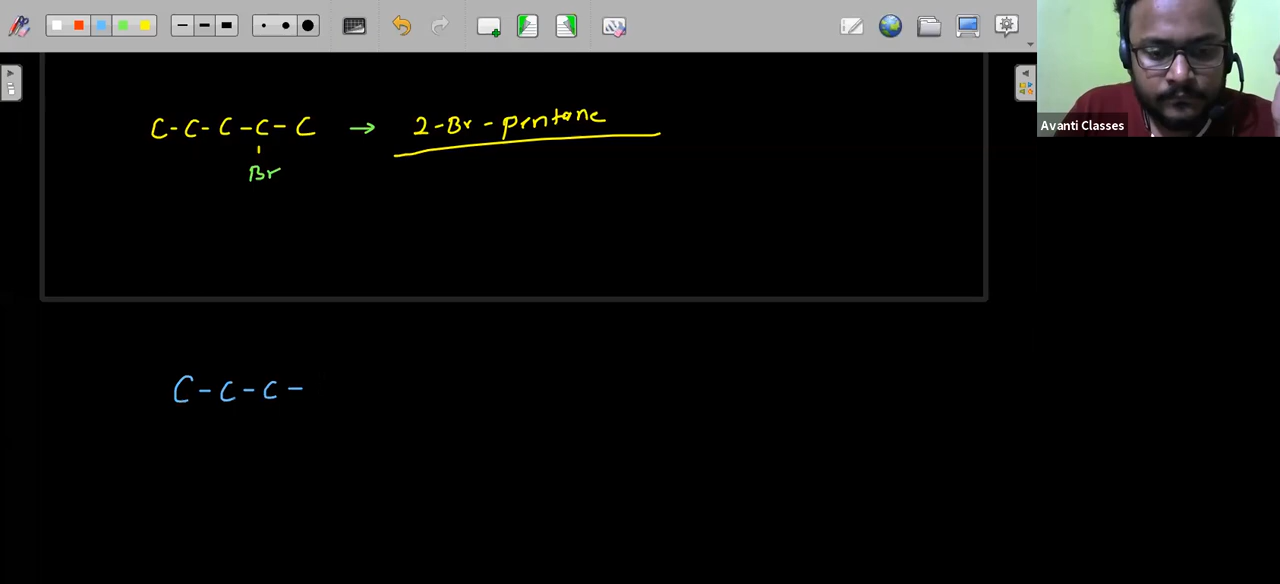 C-C-C-C-C → 2-Br-pentane
Br
Avanti Classes
C-C-C-